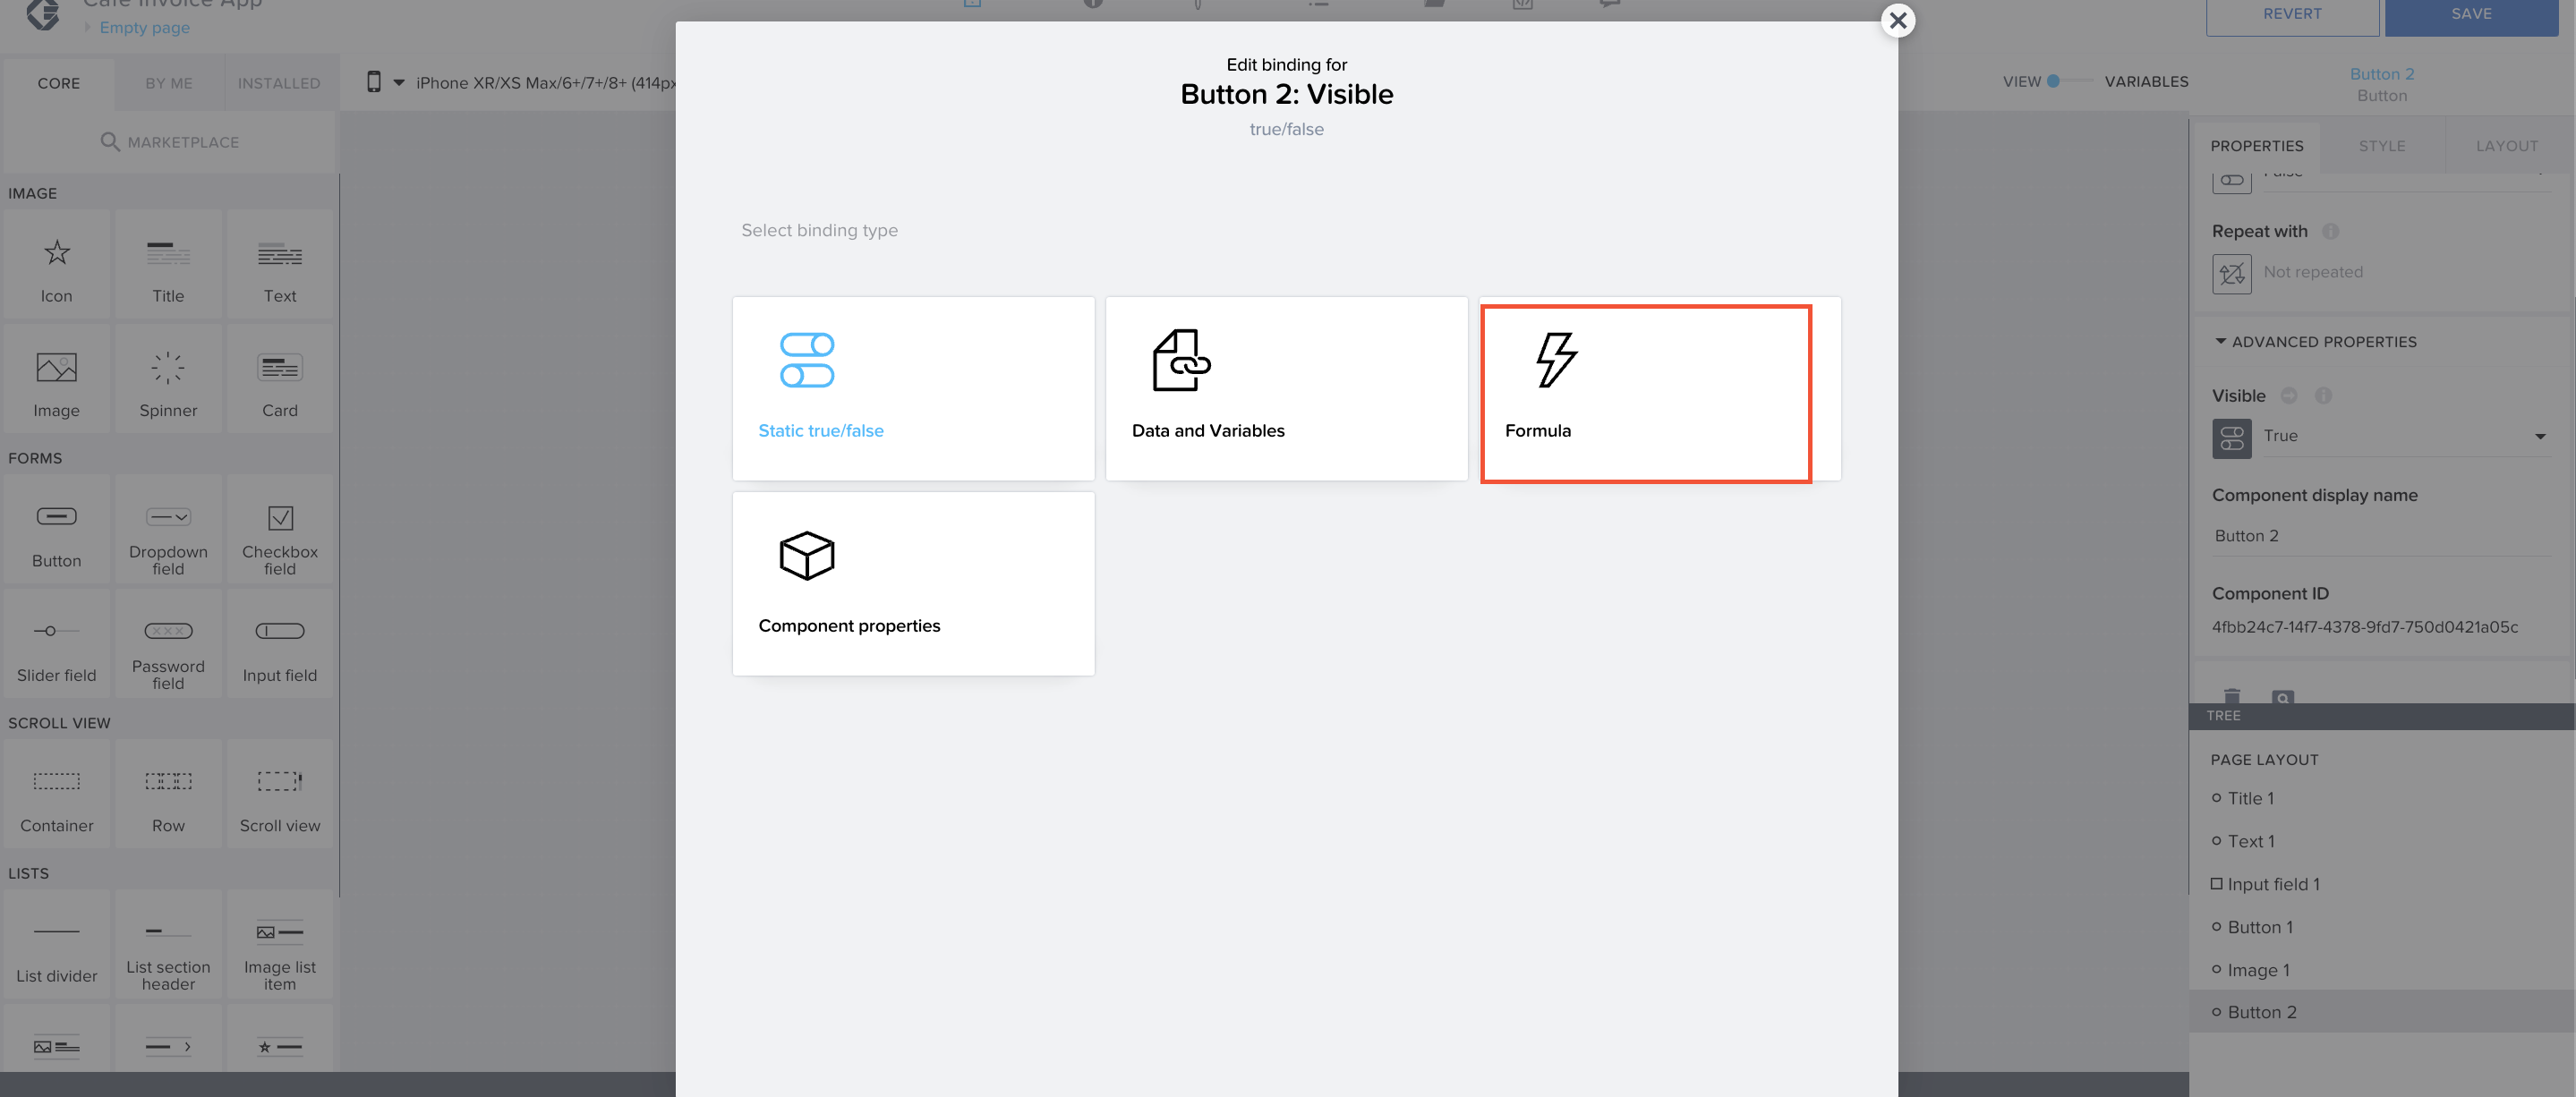 Cafe Invoice App
Empty page
REVERT
SAVE
CORE
BY ME
INSTALLED
iPhone XR/XS Max/6+/7+/8+ (414px
VIEW
VARIABLES
Button 2
Button
MARKETPLACE
PROPERTIES
STYLE
LAYOUT
IMAGE
Icon
Title
Text
Image
Spinner
Card
FORMS
Button
Dropdown
field
Checkbox
field
Slider field
Password
field
Input field
SCROLL VIEW
Container
Row
Scroll view
LISTS
List divider
List section
header
Image list
item
Edit binding for
Button 2: Visible
true/false
Select binding type
Static true/false
Data and Variables
Formula
Component properties
False
Repeat with
Not repeated
ADVANCED PROPERTIES
Visible
True
Component display name
Button 2
Component ID
4fbb24c7-14f7-4378-9fd7-750d0421a05c
TREE
PAGE LAYOUT
Title 1
Text 1
Input field 1
Button 1
Image 1
Button 2